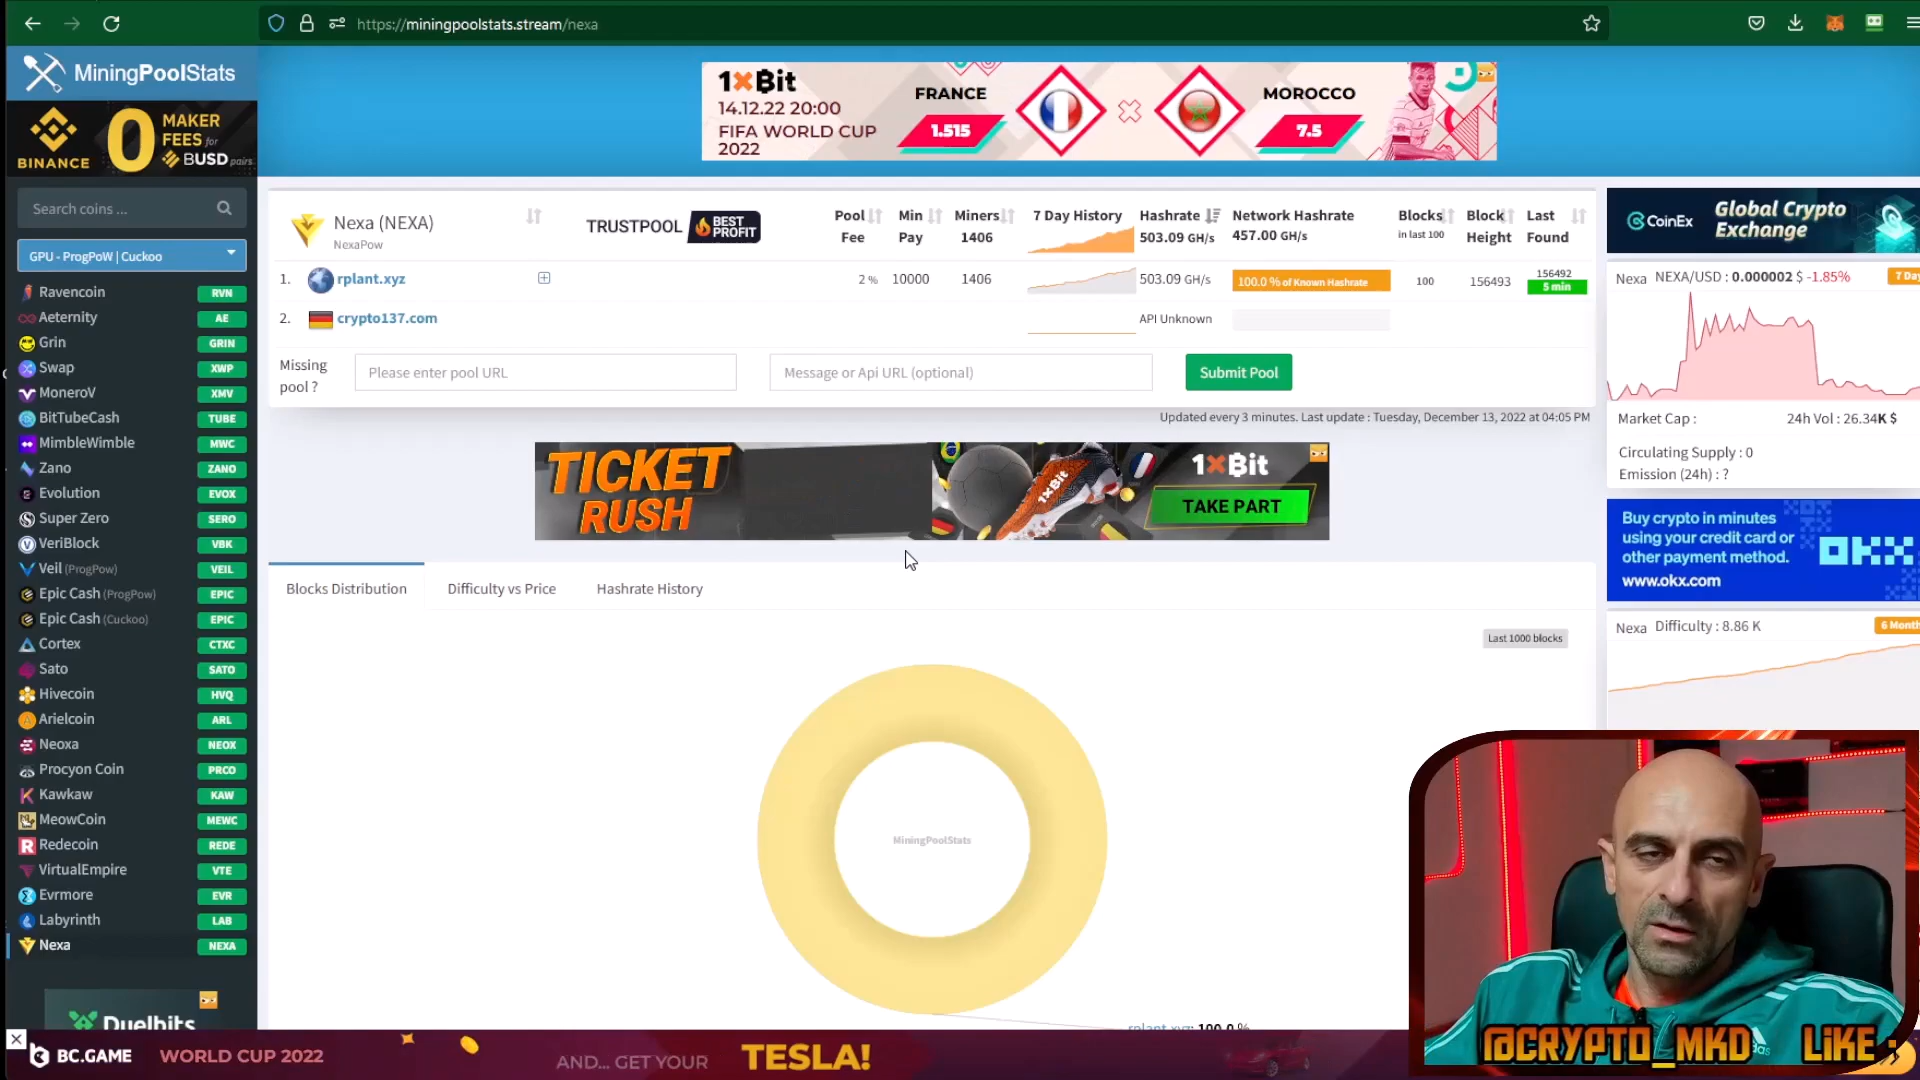 https://miningpoolstats.stream/nexa
MiningPoolStats
BINANCE
0
MAKER
FEES for
BUSD pairs
Search coins ...
GPU - ProgPoW | Cuckoo
Ravencoin RVN
Aeternity AE
Grin GRIN
Swap XWP
MoneroV XMV
BitTubeCash TUBE
MimbleWimble MWC
Zano ZANO
Evolution EVOX
Super Zero SERO
VeriBlock VBK
Veil (ProgPow) VEIL
Epic Cash (ProgPow) EPIC
Epic Cash (Cuckoo) EPIC
Cortex CTXC
Sato SATO
Hivecoin HVQ
Arielcoin ARL
Neoxa NEOX
Procyon Coin PRCO
Kawkaw KAW
MeowCoin MEWC
Redecoin REDE
VirtualEmpire VTE
Evrmore EVR
Labyrinth LAB
Nexa NEXA
Duelbits
1XBit
14.12.22 20:00
FIFA WORLD CUP
2022
FRANCE
1.515
MOROCCO
7.5
Nexa (NEXA)
NexaPow
TRUSTPOOL BEST PROFIT
Pool Fee
Min Pay
Miners 1406
7 Day History
Hashrate 503.09 GH/s
Network Hashrate 457.00 GH/s
Blocks in last 100
Block Height
Last Found
1. rplant.xyz 2 % 10000 1406 503.09 GH/s 100.0 % of Known Hashrate 100 156493 156492
5 min
2. crypto137.com API Unknown
Missing pool ?
Please enter pool URL
Message or Api URL (optional)
Submit Pool
Updated every 3 minutes. Last update : Tuesday, December 13, 2022 at 04:05 PM
TICKET
RUSH
1XBit
1XBit
TAKE PART
Blocks Distribution
Difficulty vs Price
Hashrate History
Last 1000 blocks
MiningPoolStats
rplant.xyz: 100.0 %
CoinEx
Global Crypto
Exchange
Nexa NEXA/USD : 0.000002 $ -1.85% 7 Day
Market Cap : 24h Vol : 26.34K $
Circulating Supply : 0
Emission (24h) : ?
Buy crypto in minutes
using your credit card or
other payment method.
www.okx.com
OKX
Nexa Difficulty : 8.86 K 6 Month
BC.GAME
WORLD CUP 2022
AND... GET YOUR
TESLA!
@CRYPTO_MKD LiKE